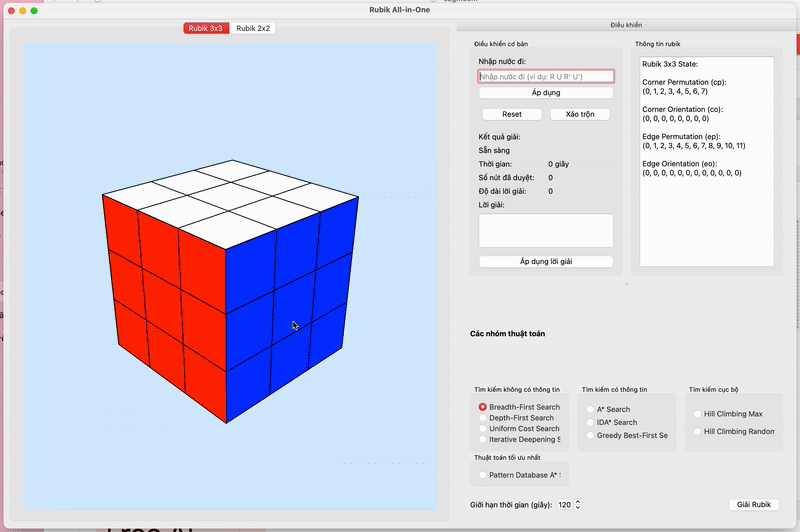 Rubik All-in-One
Rubik 3x3
Rubik 2x2
Điều khiển
Điều khiển cơ bản
Nhập nước đi:
Nhập nước đi (ví dụ: R U R' U')
Áp dụng
Reset
Xáo trộn
Kết quả giải:
Sẵn sàng
Thời gian: 0 giây
Số nút đã duyệt: 0
Độ dài lời giải: 0
Lời giải:
Áp dụng lời giải
Thông tin rubik
Rubik 3x3 State:
Corner Permutation (cp):
(0, 1, 2, 3, 4, 5, 6, 7)
Corner Orientation (co):
(0, 0, 0, 0, 0, 0, 0, 0)
Edge Permutation (ep):
(0, 1, 2, 3, 4, 5, 6, 7, 8, 9, 10, 11)
Edge Orientation (eo):
(0, 0, 0, 0, 0, 0, 0, 0, 0, 0, 0, 0)
Các nhóm thuật toán
Tìm kiếm không có thông tin
Breadth-First Search
Depth-First Search
Uniform Cost Search
Iterative Deepening S
Tìm kiếm có thông tin
A* Search
IDA* Search
Greedy Best-First Se
Tìm kiếm cục bộ
Hill Climbing Max
Hill Climbing Random
Thuật toán tối ưu nhất
Pattern Database A*
Giới hạn thời gian (giây): 120
Giải Rubik